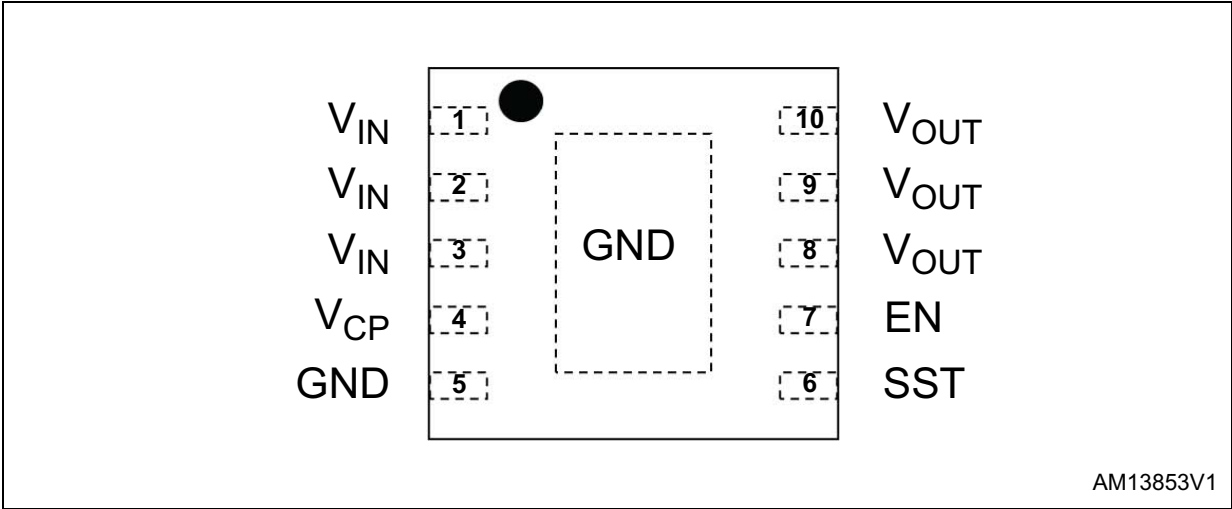 V_IN 1 10 V_OUT
V_IN 2 9 V_OUT
V_IN 3 GND 8 V_OUT
V_CP 4 7 EN
GND 5 6 SST
AM13853V1